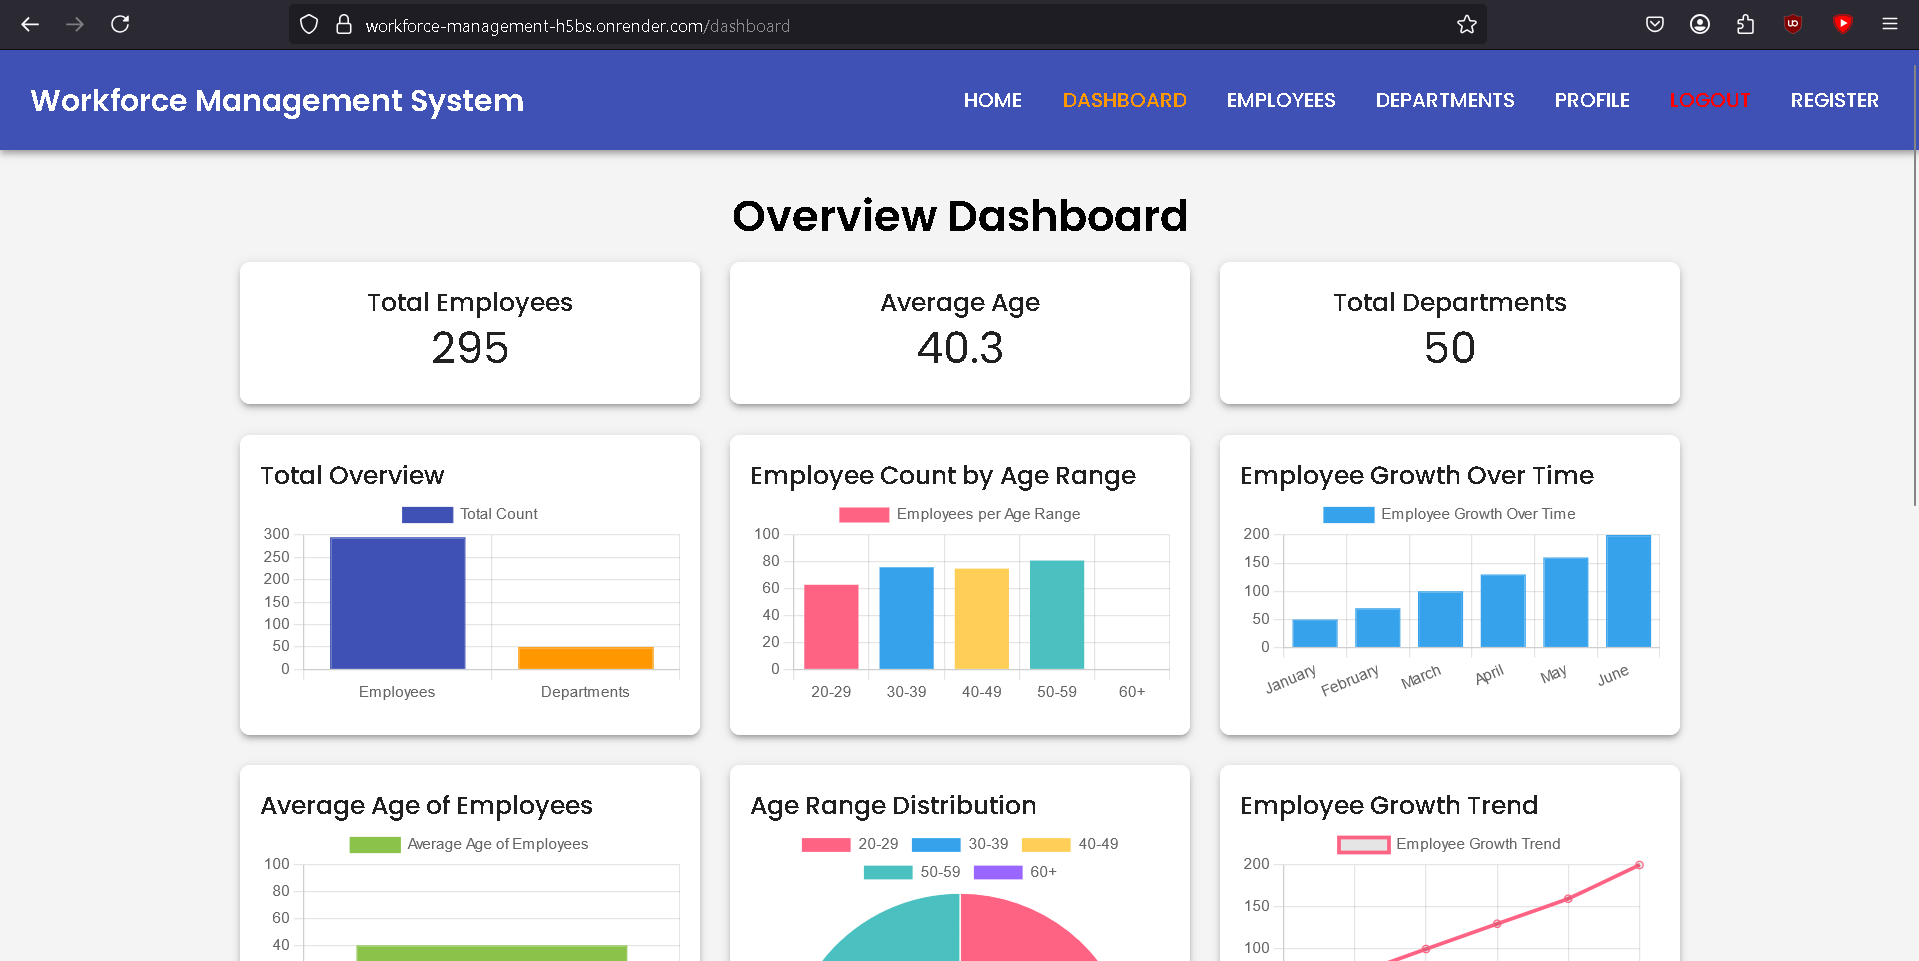 workforce-management-h5bs.onrender.com/dashboard
Workforce Management System
HOME DASHBOARD EMPLOYEES DEPARTMENTS PROFILE LOGOUT REGISTER
Overview Dashboard
Total Employees
295
Average Age
40.3
Total Departments
50
Total Overview
Total Count
300
250
200
150
100
50
0
Employees Departments
Employee Count by Age Range
Employees per Age Range
100
80
60
40
20
0
20-29 30-39 40-49 50-59 60+
Employee Growth Over Time
Employee Growth Over Time
200
150
100
50
0
January February March April May June
Average Age of Employees
Average Age of Employees
100
80
60
40
Age Range Distribution
20-29 30-39 40-49
50-59 60+
Employee Growth Trend
Employee Growth Trend
200
150
100